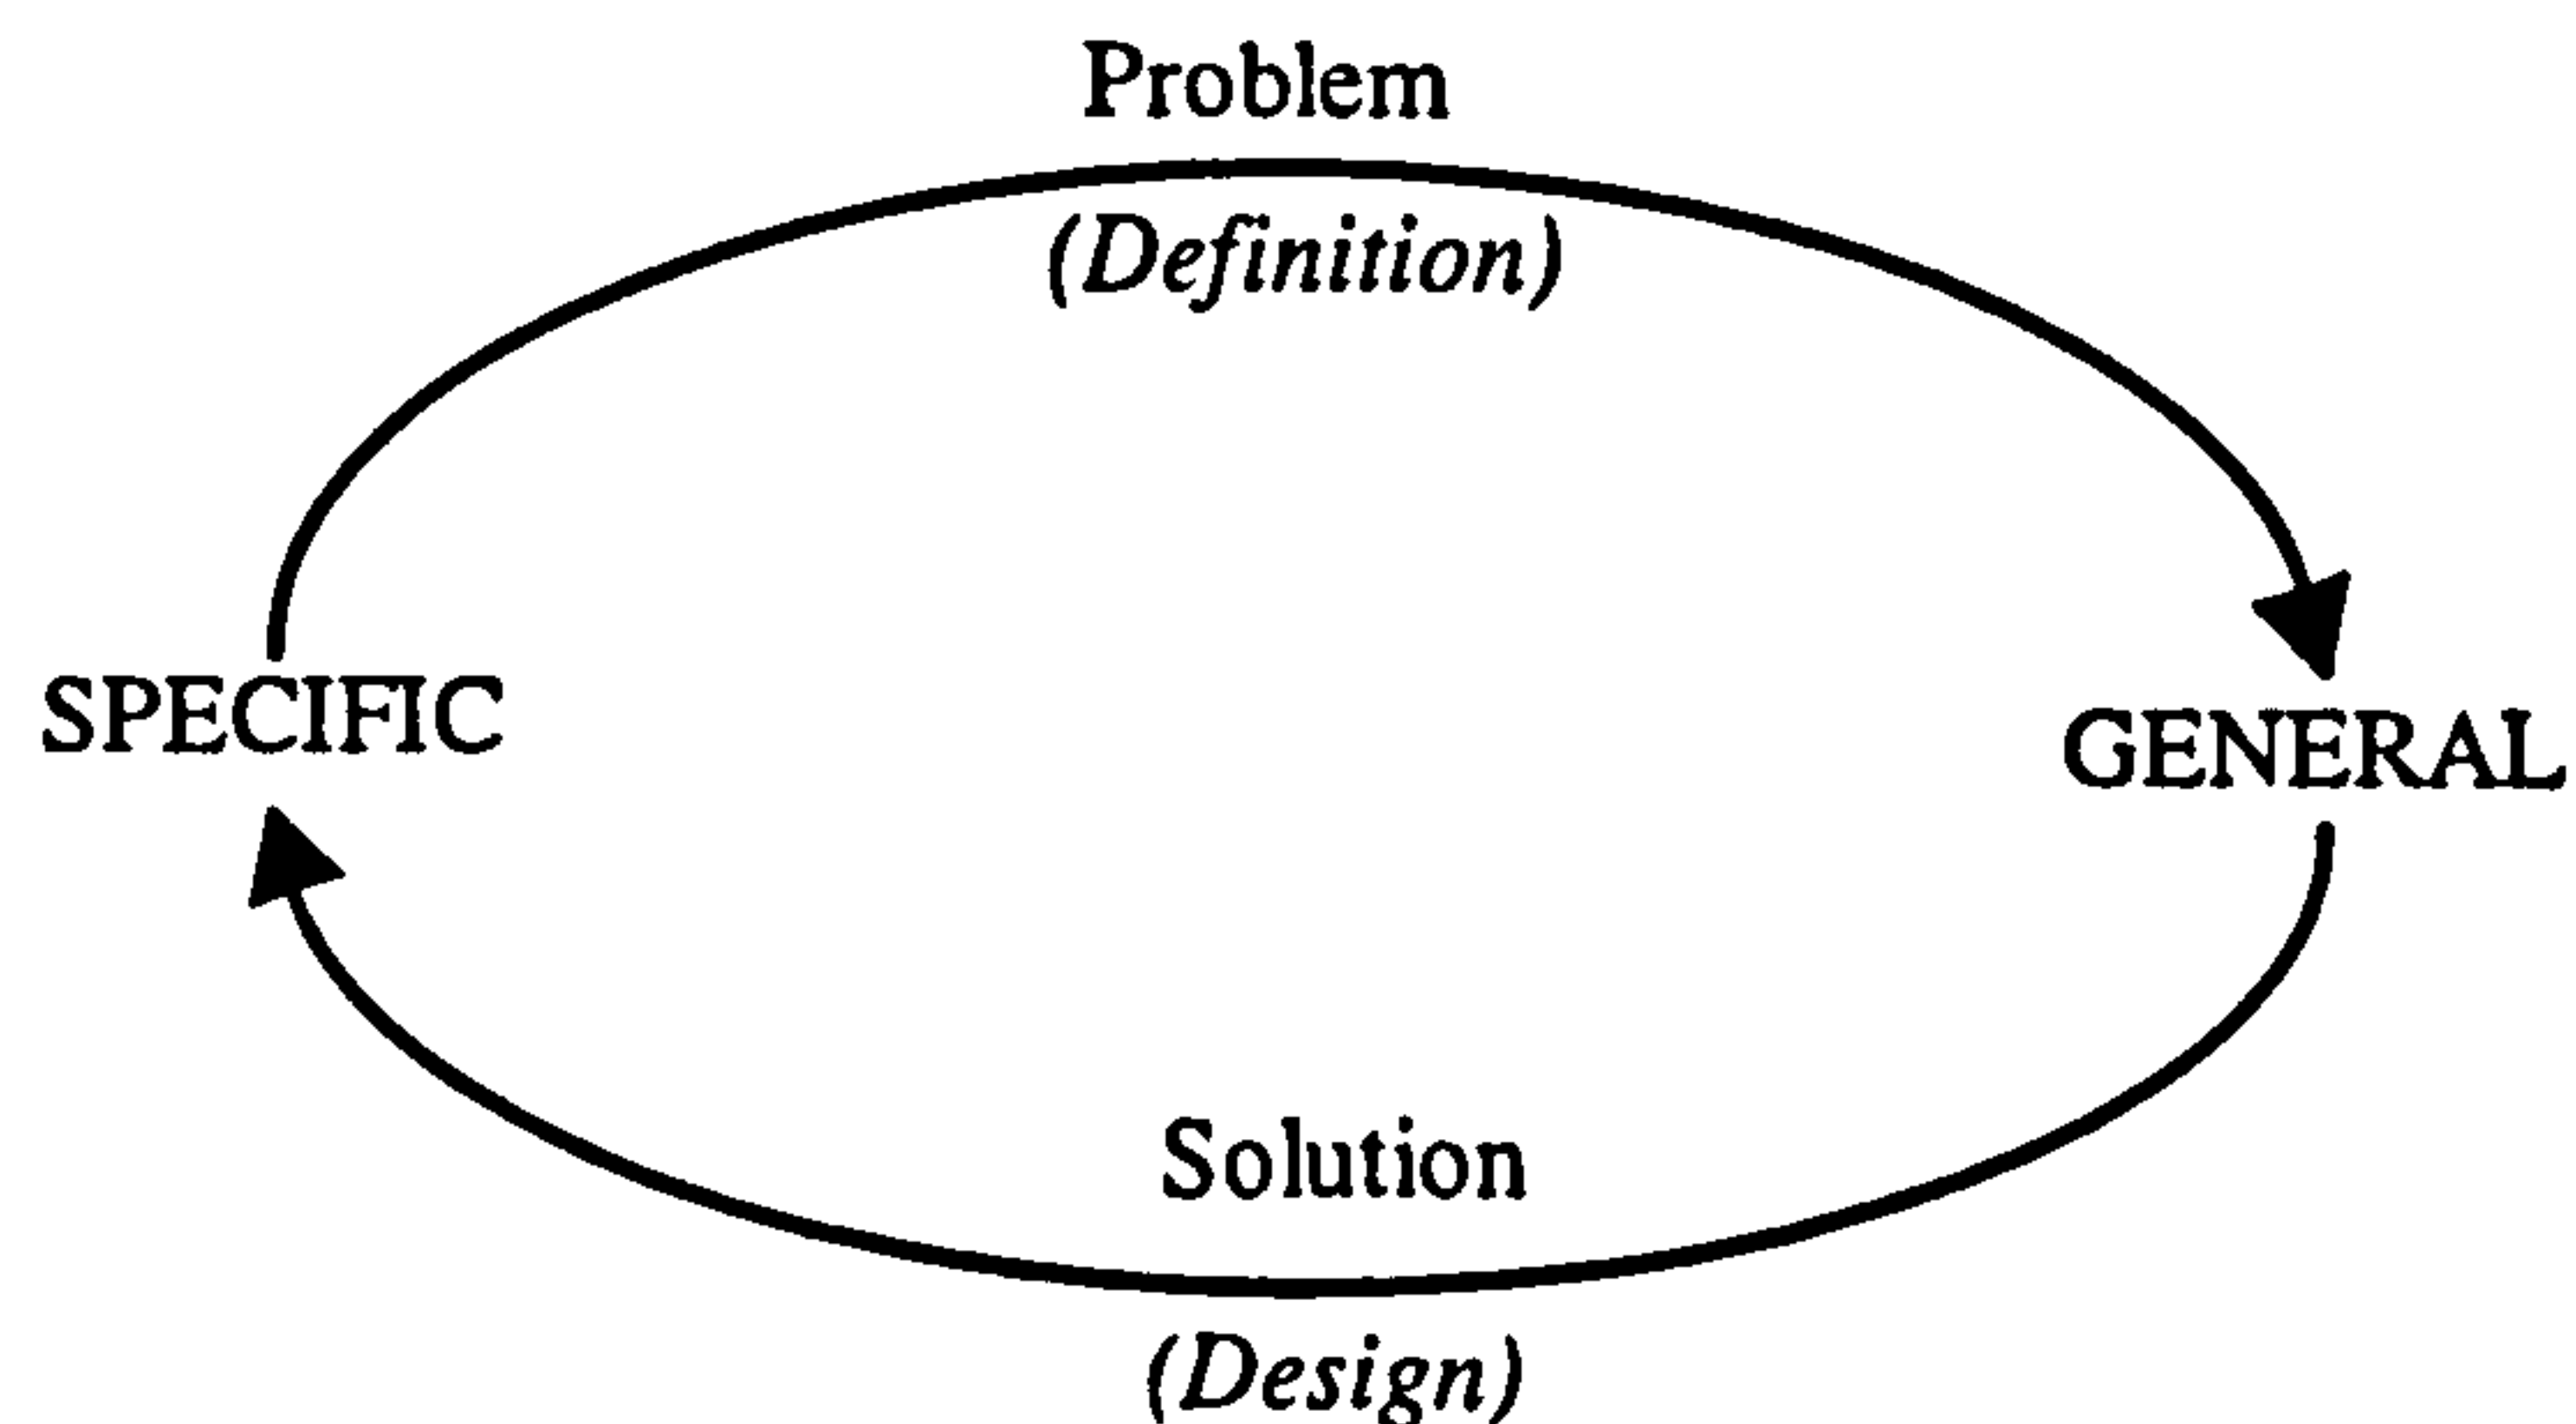 Problem
(Definition)
SPECIFIC
GENERAL
Solution
(Design)